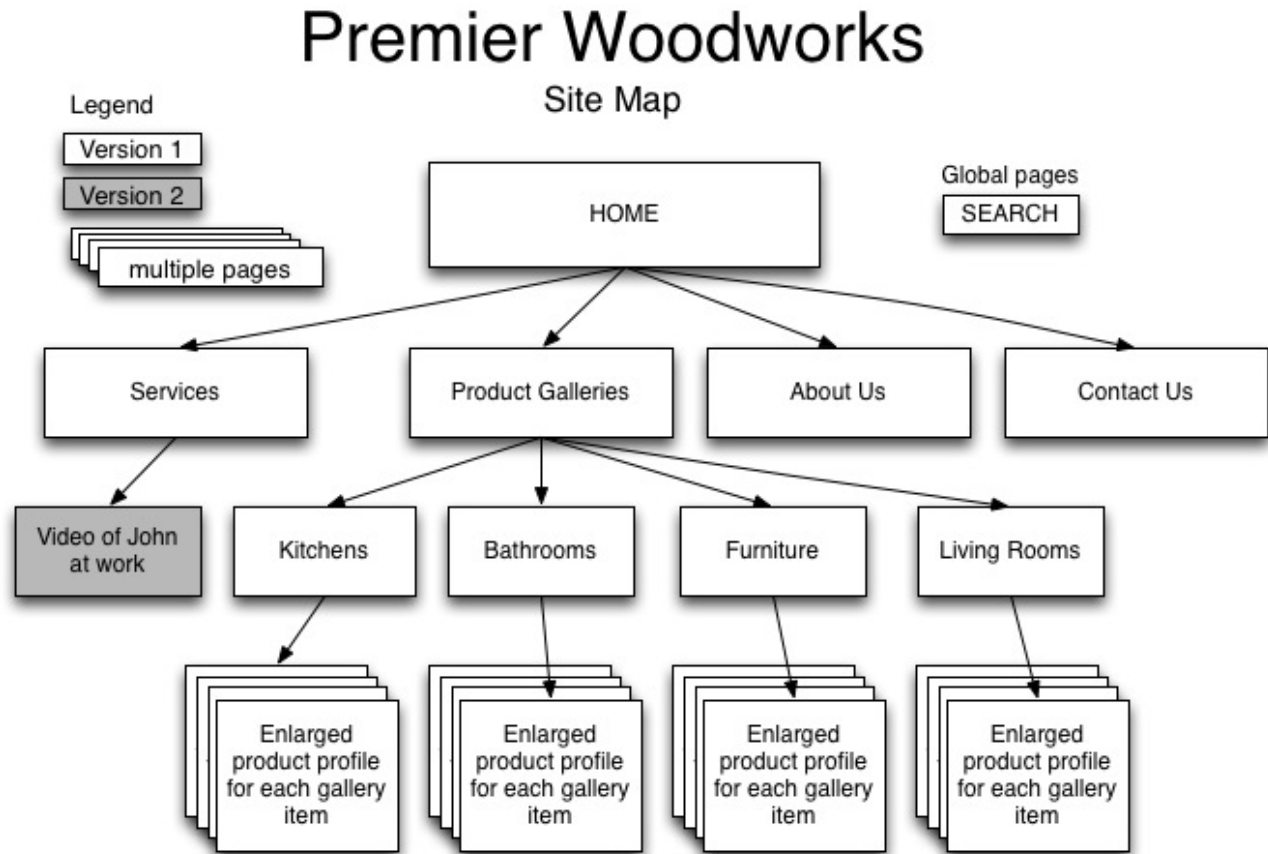 Premier Woodworks
Site Map
Legend
Version 1
Version 2
multiple pages
Global pages
SEARCH
HOME
Services
Product Galleries
About Us
Contact Us
Video of John
at work
Kitchens
Bathrooms
Furniture
Living Rooms
Enlarged
product profile
for each gallery
item
Enlarged
product profile
for each gallery
item
Enlarged
product profile
for each gallery
item
Enlarged
product profile
for each gallery
item